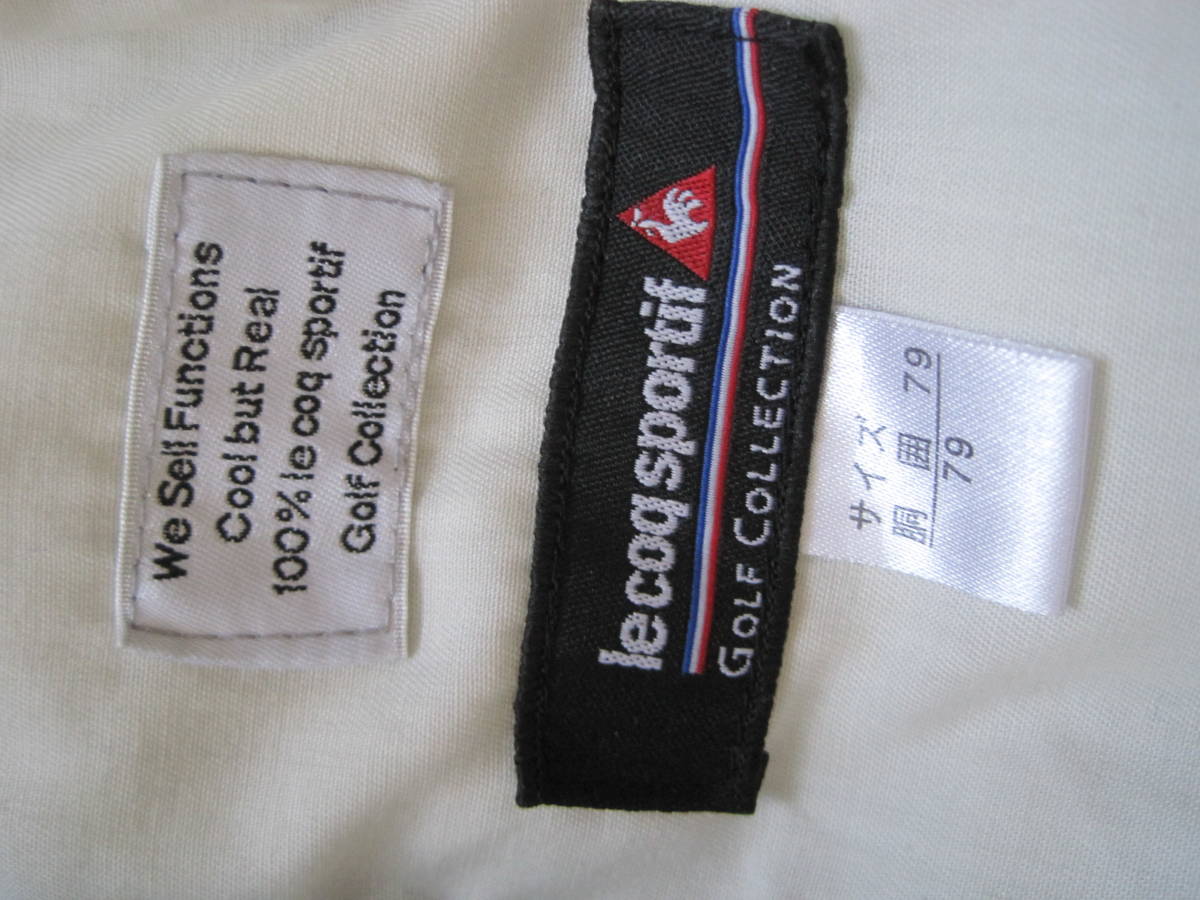 We Sell Functions
Cool but Real
100% le coq sportif
Golf Collection
le coq sportif
GOLF COLLECTION
サイズ
胴囲 79
79